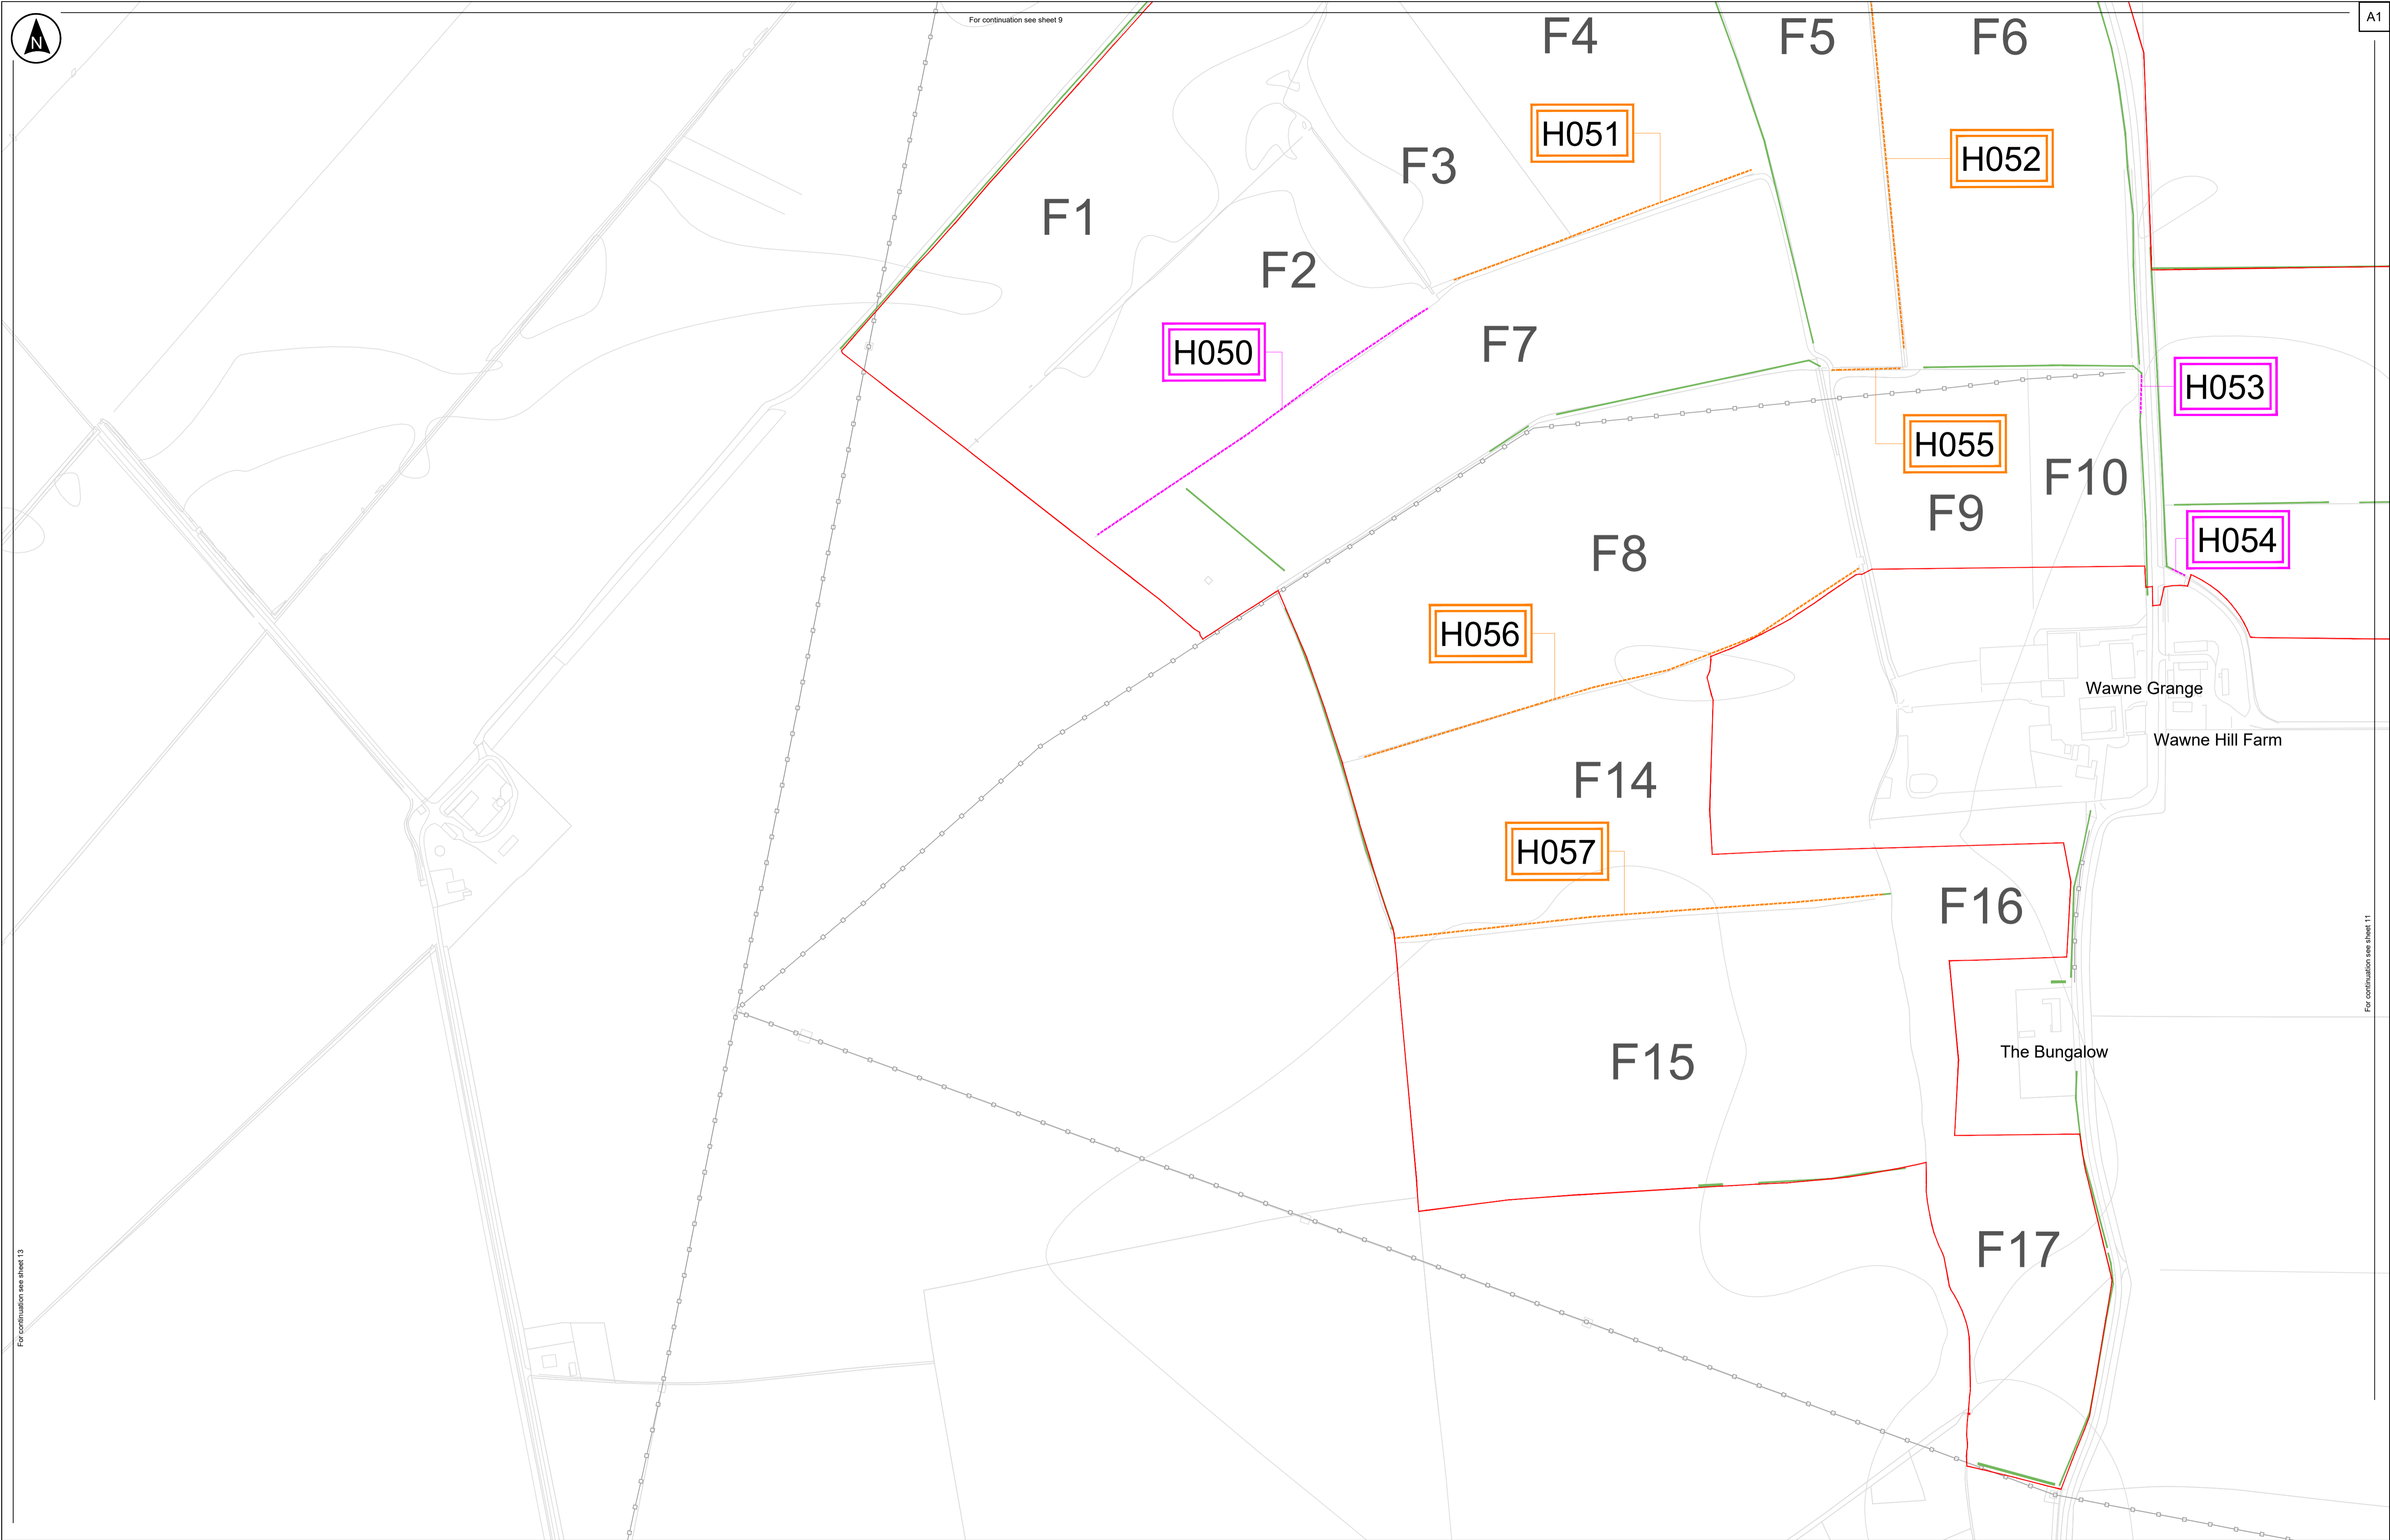 For continuation see sheet 9
A1
N
F4
F5
F6
H051
H052
F3
F1
F2
F7
H050
H053
H055
F10
F9
H054
F8
H056
Wawne Grange
Wawne Hill Farm
F14
H057
F16
For continuation see sheet 11
The Bungalow
F15
F17
For continuation see sheet 13